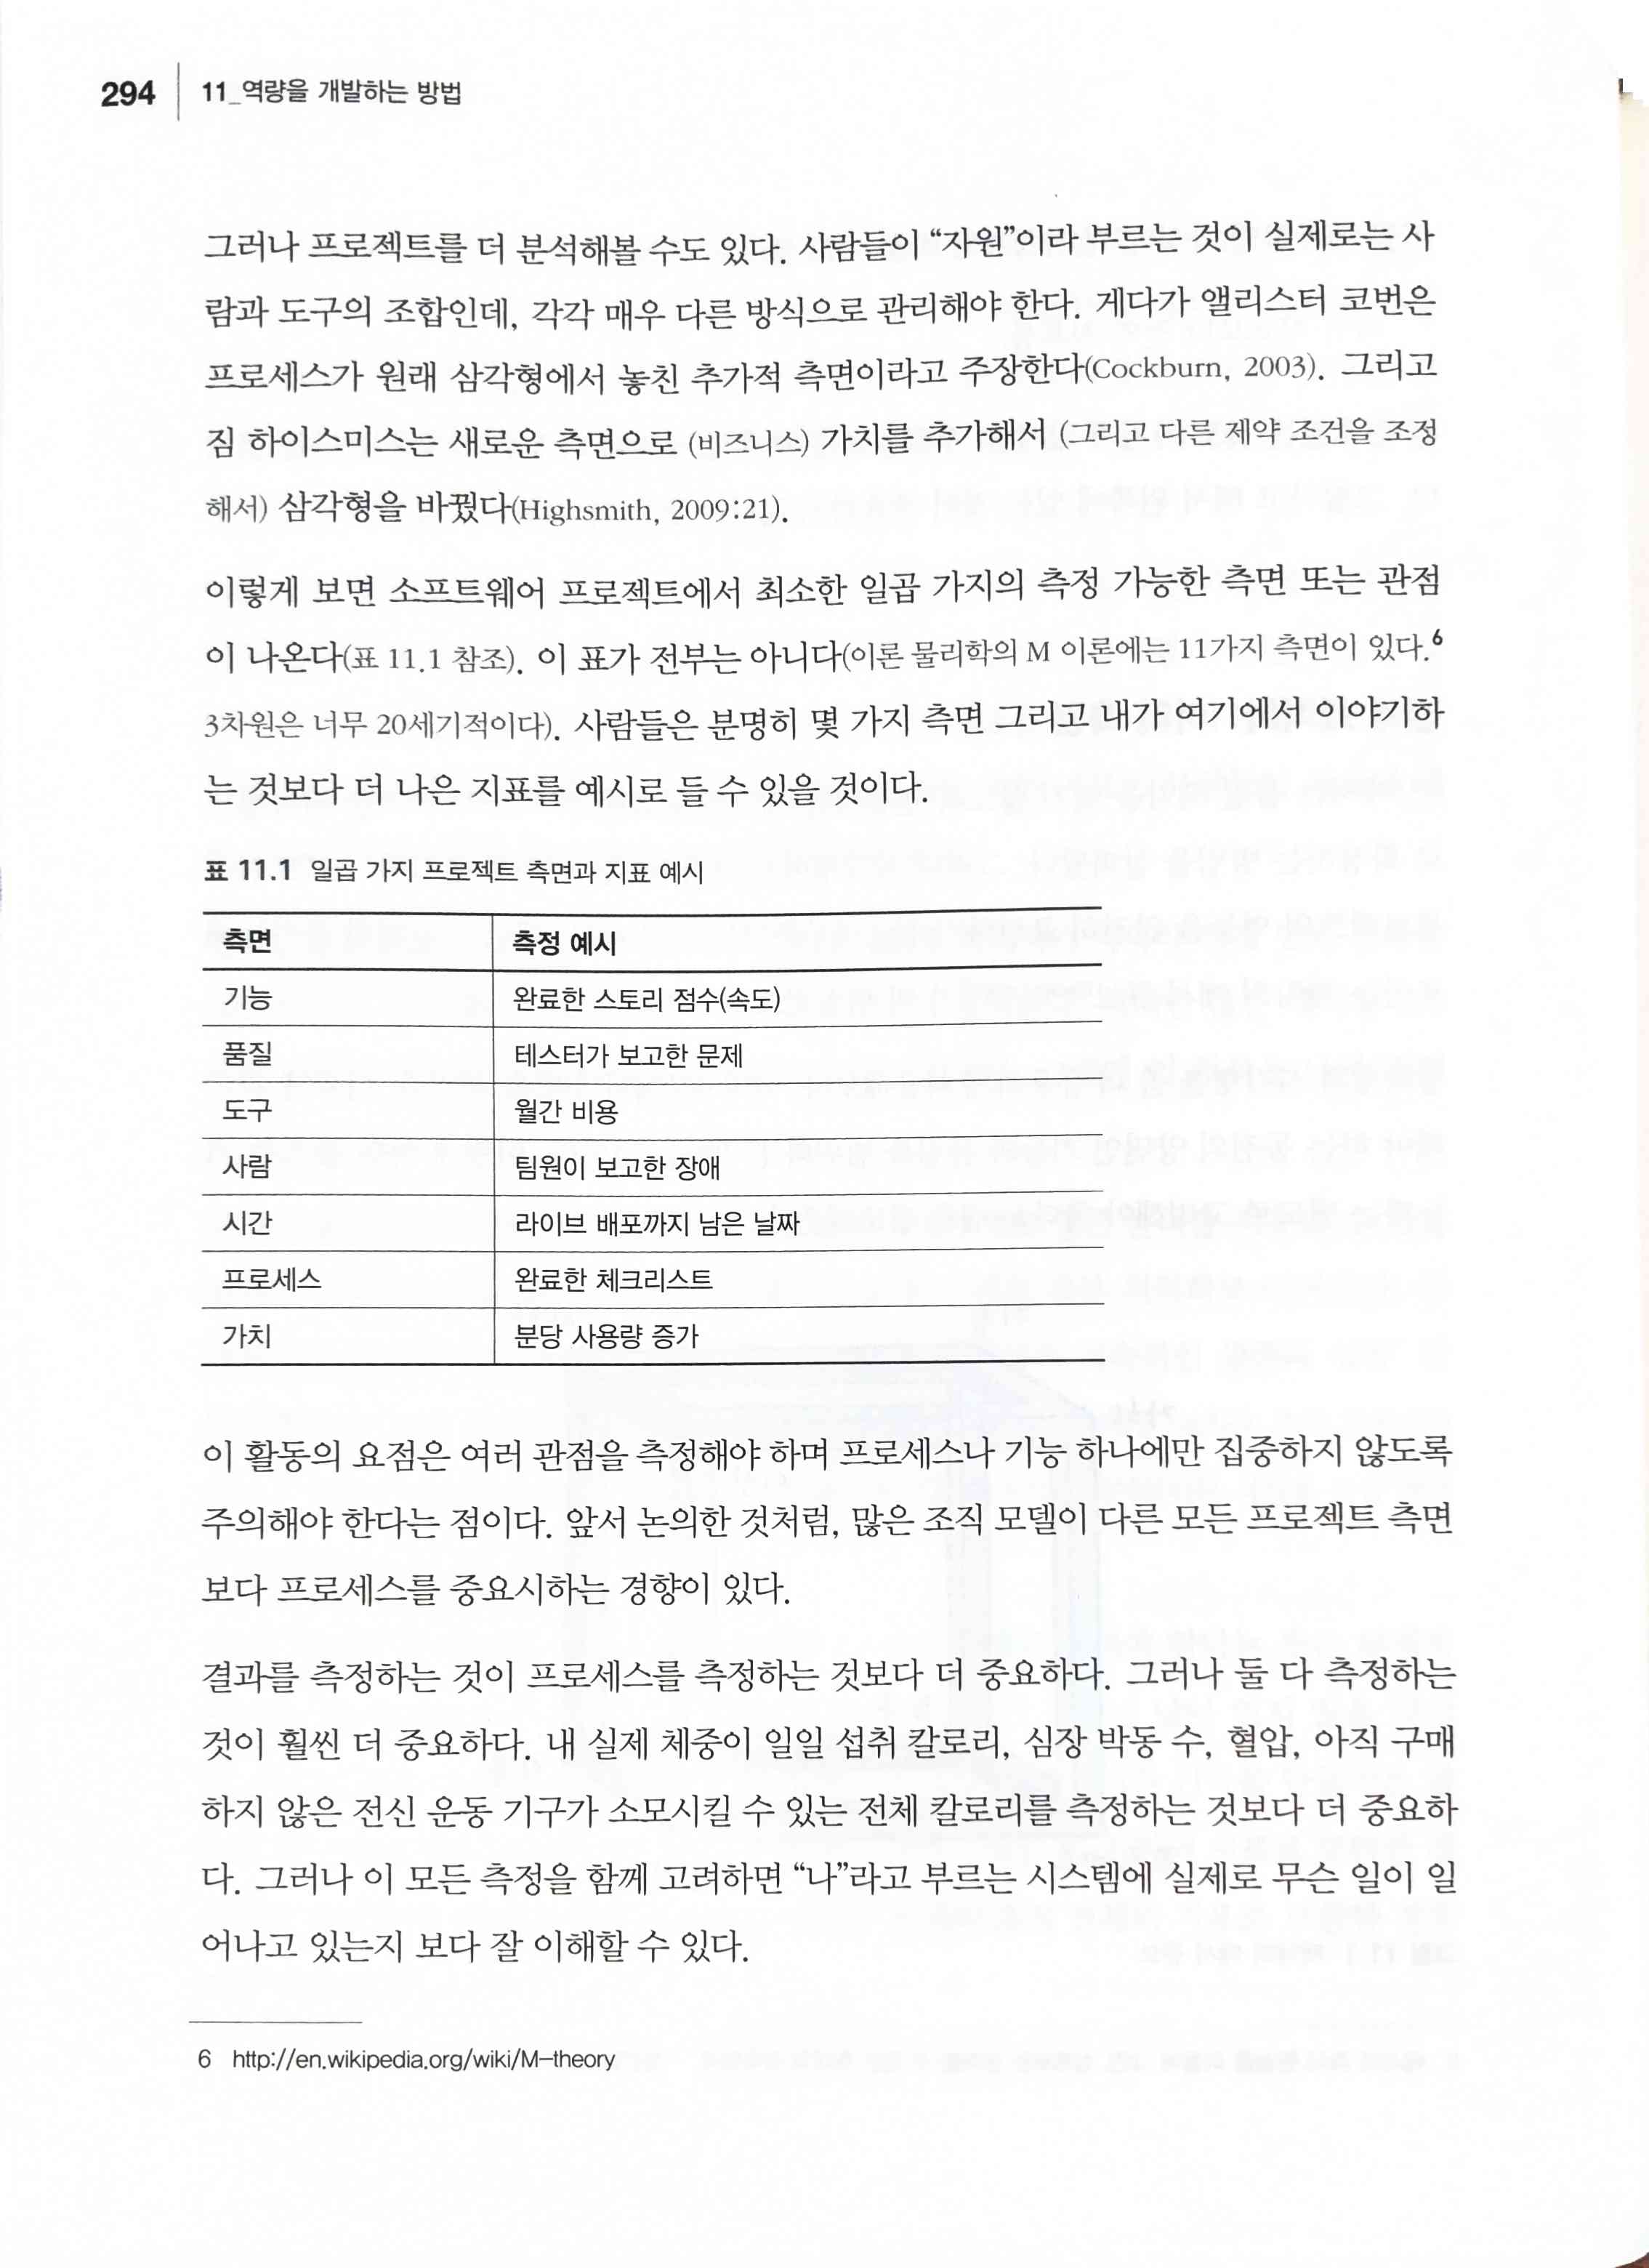 294 11_역량을 개발하는 방법
그러나 프로젝트를 더 분석해볼 수도 있다. 사람들이 “자원”이라 부르는 것이 실제로는 사
람과 도구의 조합인데, 각각 매우 다른 방식으로 관리해야 한다. 게다가 앨리스터 코번은
프로세스가 원래 삼각형에서 놓친 추가적 측면이라고 주장한다(Cockburn, 2003). 그리고
짐 하이스미스는 새로운 측면으로 (비즈니스) 가치를 추가해서 (그리고 다른 제약 조건을 조정
해서) 삼각형을 바꿨다(Highsmith, 2009:21).
이렇게 보면 소프트웨어 프로젝트에서 최소한 일곱 가지의 측정 가능한 측면 또는 관점
이 나온다(표 11.1 참조). 이 표가 전부는 아니다(이론 물리학의 M 이론에는 11가지 측면이 있다.6
3차원은 너무 20세기적이다). 사람들은 분명히 몇 가지 측면 그리고 내가 여기에서 이야기하
는 것보다 더 나은 지표를 예시로 들 수 있을 것이다.
표 11.1 일곱 가지 프로젝트 측면과 지표 예시
측면 측정 예시
기능 완료한 스토리 점수(속도)
품질 테스터가 보고한 문제
도구 월간 비용
사람 팀원이 보고한 장애
시간 라이브 배포까지 남은 날짜
프로세스 완료한 체크리스트
가치 분당 사용량 증가
이 활동의 요점은 여러 관점을 측정해야 하며 프로세스나 기능 하나에만 집중하지 않도록
주의해야 한다는 점이다. 앞서 논의한 것처럼, 많은 조직 모델이 다른 모든 프로젝트 측면
보다 프로세스를 중요시하는 경향이 있다.
결과를 측정하는 것이 프로세스를 측정하는 것보다 더 중요하다. 그러나 둘 다 측정하는
것이 훨씬 더 중요하다. 내 실제 체중이 일일 섭취 칼로리, 심장 박동 수, 혈압, 아직 구매
하지 않은 전신 운동 기구가 소모시킬 수 있는 전체 칼로리를 측정하는 것보다 더 중요하
다. 그러나 이 모든 측정을 함께 고려하면 “나”라고 부르는 시스템에 실제로 무슨 일이 일
어나고 있는지 보다 잘 이해할 수 있다.
6 http://en.wikipedia.org/wiki/M-theory